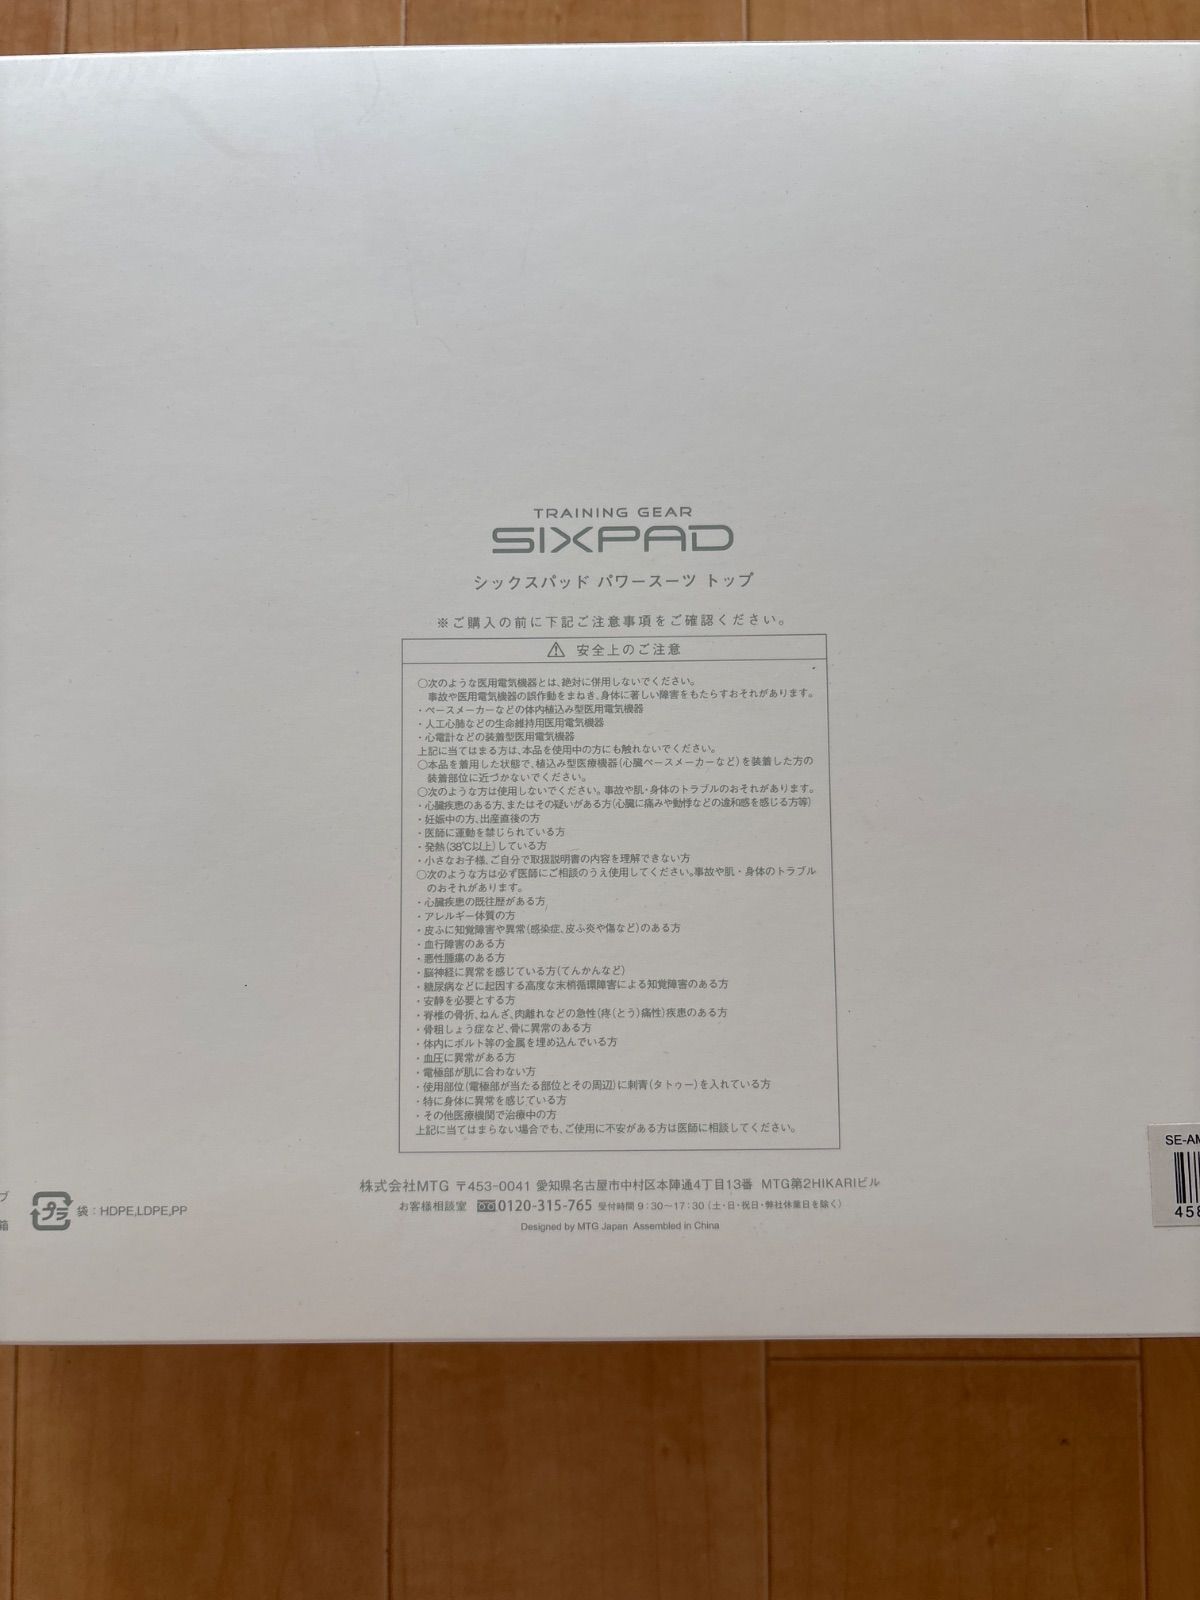 TRAINING GEAR
SIXPAD
シックスパッド パワースーツ トップ
※ご購入の前に下記ご注意事項をご確認ください。
⚠ 安全上のご注意
○次のような医用電気機器とは、絶対に併用しないでください。
事故や医用電気機器の誤作動をまねき、身体に著しい障害をもたらすおそれがあります。
・ペースメーカーなどの体内植込み型医用電気機器
・人工心肺などの生命維持用医用電気機器
・心電計などの装着型医用電気機器
上記に当てはまる方は、本品を使用中の方にも触れないでください。
○本品を着用した状態で、植込み型医療機器(心臓ペースメーカーなど)を装着した方の
装着部位に近づかないでください。
○次のような方は使用しないでください。事故や肌・身体のトラブルのおそれがあります。
・心臓疾患のある方、またはその疑いがある方(心臓に痛みや動悸などの違和感を感じる方等)
・妊娠中の方、出産直後の方
・医師に運動を禁じられている方
・発熱(38℃以上)している方
・小さなお子様、ご自分で取扱説明書の内容を理解できない方
○次のような方は必ず医師にご相談のうえ使用してください。事故や肌・身体のトラブル
のおそれがあります。
・心臓疾患の既往歴がある方
・アレルギー体質の方
・皮ふに知覚障害や異常(感染症、皮ふ炎や傷など)のある方
・血行障害のある方
・悪性腫瘍のある方
・脳神経に異常を感じている方(てんかんなど)
・糖尿病などに起因する高度な末梢循環障害による知覚障害のある方
・安静を必要とする方
・脊椎の骨折、ねんざ、肉離れなどの急性(疼(とう)痛性)疾患のある方
・骨粗しょう症など、骨に異常のある方
・体内にボルト等の金属を埋め込んでいる方
・血圧に異常がある方
・電極部が肌に合わない方
・使用部位(電極部が当たる部位とその周辺)に刺青(タトゥー)を入れている方
・特に身体に異常を感じている方
・その他医療機関で治療中の方
上記に当てはまらない場合でも、ご使用に不安がある方は医師に相談してください。
株式会社MTG 〒453-0041 愛知県名古屋市中村区本陣通4丁目13番 MTG第2HIKARIビル
お客様相談室 0120-315-765 受付時間 9:30〜17:30(土・日・祝日・弊社休業日を除く)
Designed by MTG Japan Assembled in China
プ
箱
プラ 袋:HDPE,LDPE,PP
SE-AM
458